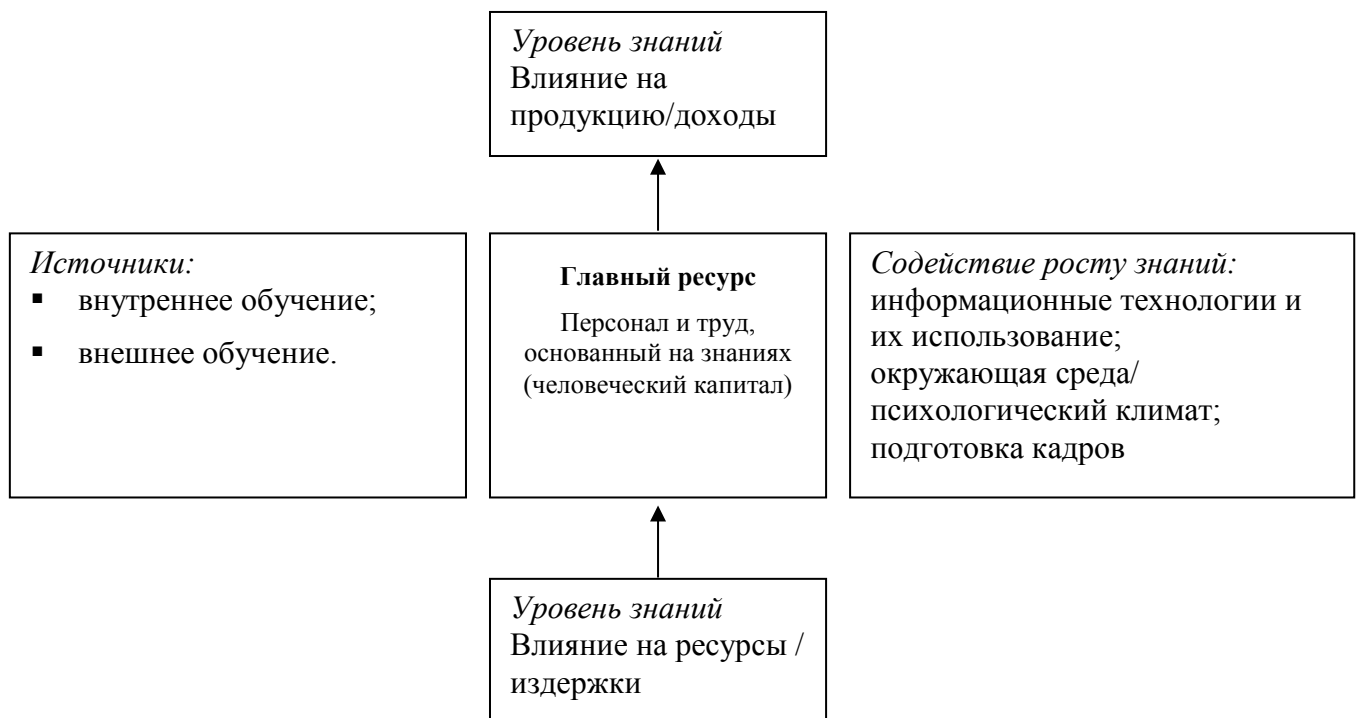 Уровень знаний
Влияние на
продукцию/доходы
Источники:
▪ внутреннее обучение;
▪ внешнее обучение.
Главный ресурс
Персонал и труд,
основанный на знаниях
(человеческий капитал)
Содействие росту знаний:
информационные технологии и
их использование;
окружающая среда/
психологический климат;
подготовка кадров
Уровень знаний
Влияние на ресурсы /
издержки